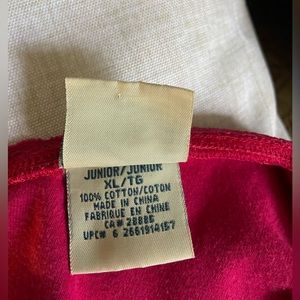 JUNIOR/JUNIOR
XL/TG
100% COTTON/COTON
MADE IN CHINA
FABRIQUE EN CHINE
CA# 28885
UPC# 6 2661914157